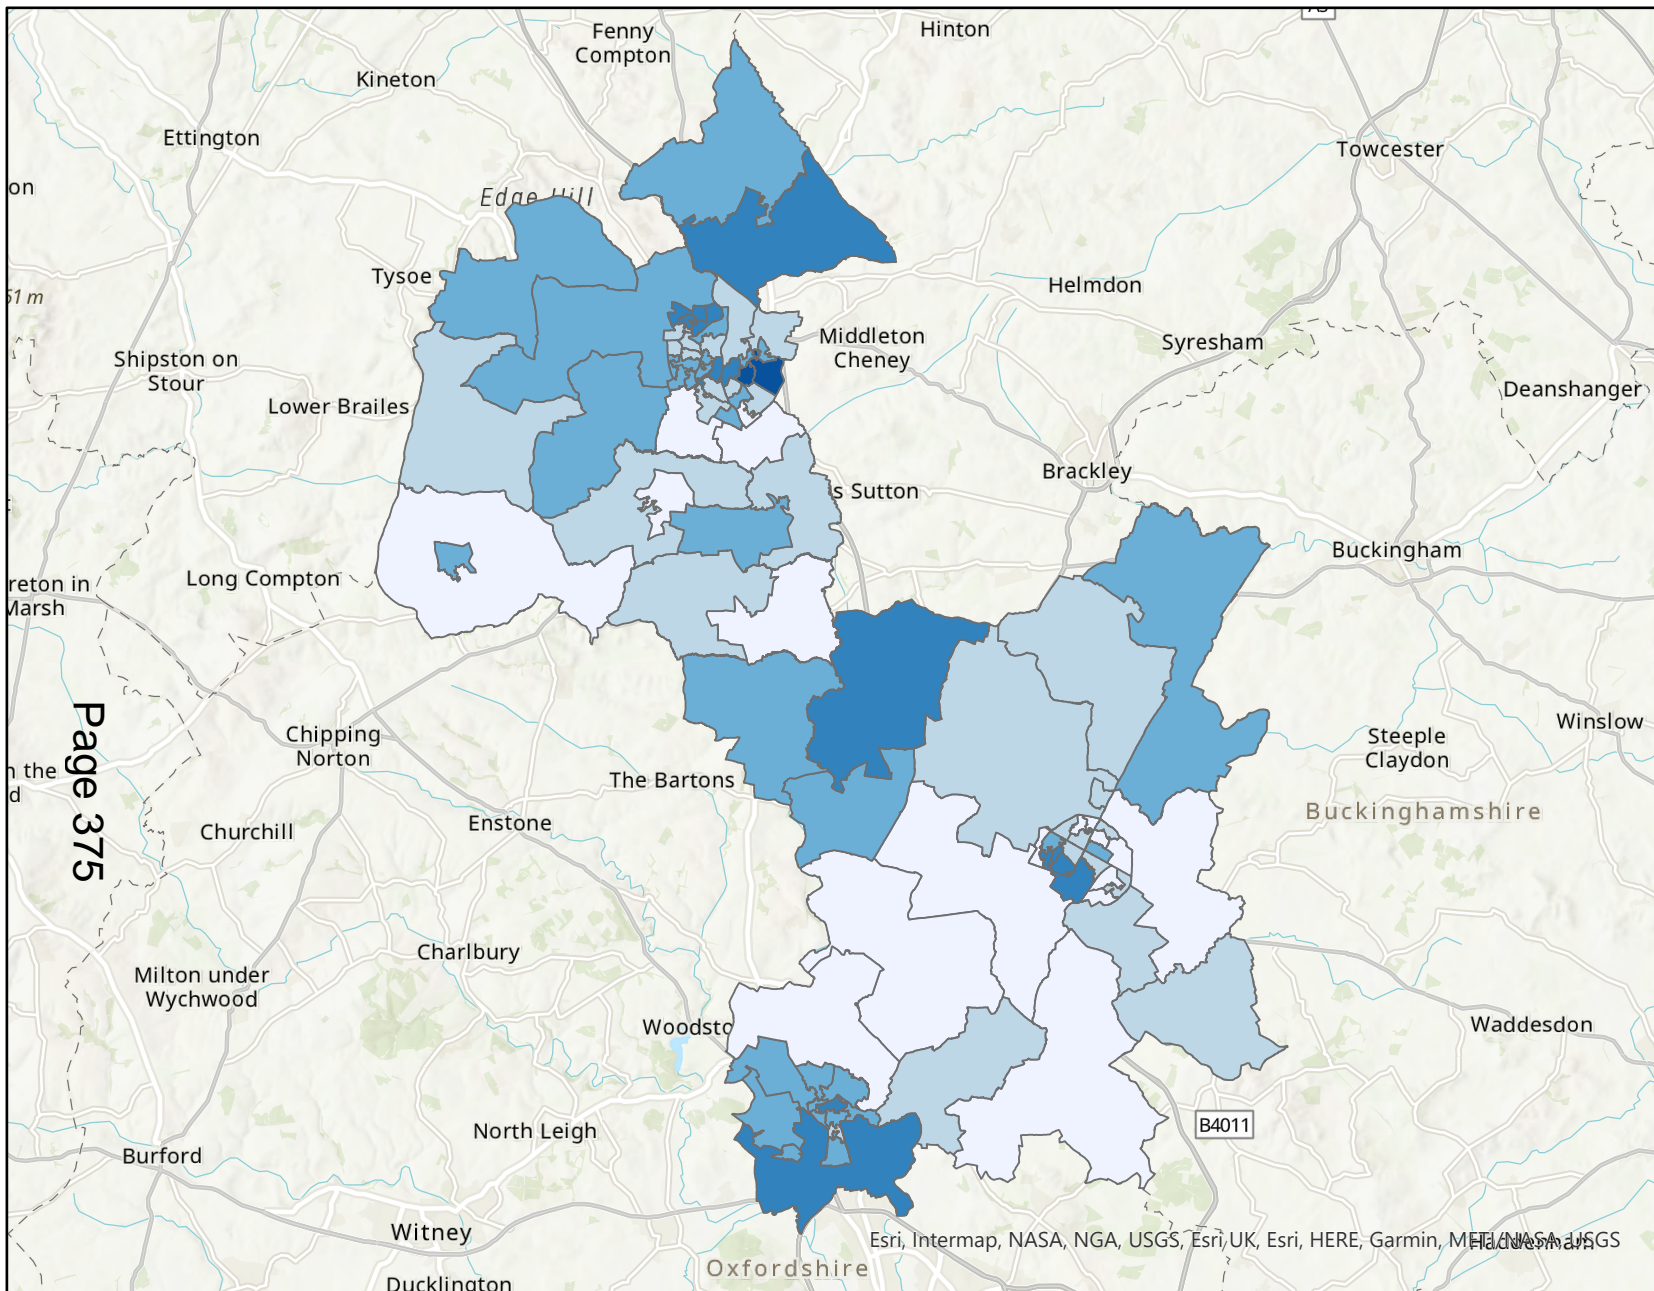 Fenny
Compton
Hinton
Kineton
Ettington
Towcester
on
Edge Hill
Tysoe
51 m
Helmdon
Middleton
Cheney
Syresham
Shipston on
Stour
Deanshanger
Lower Brailes
Brackley
s Sutton
Buckingham
Long Compton
reton in
Marsh
Page 375
Winslow
Chipping
Norton
Steeple
Claydon
n the
d
The Bartons
Buckinghamshire
Churchill
Enstone
Charlbury
Milton under
Wychwood
Woodsto
Waddesdon
B4011
North Leigh
Burford
Witney
Esri, Intermap, NASA, NGA, USGS, Esri UK, Esri, HERE, Garmin, METI/NASA, USGS
Haddenham
Oxfordshire
Ducklington